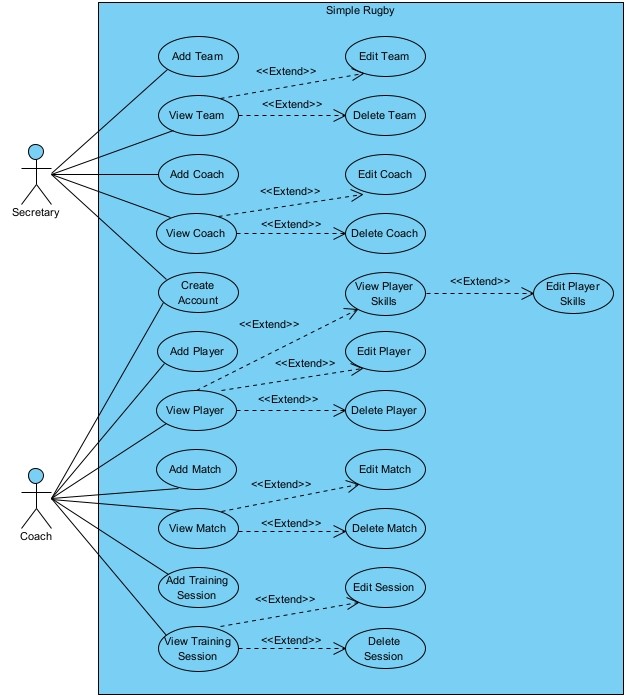 Simple Rugby
Add Team
Edit Team
<<Extend>>
View Team
<<Extend>>
Delete Team
Secretary
Add Coach
Edit Coach
<<Extend>>
View Coach
<<Extend>>
Delete Coach
Create
Account
View Player
Skills
<<Extend>>
Edit Player
Skills
<<Extend>>
Add Player
<<Extend>>
Edit Player
View Player
<<Extend>>
Delete Player
Coach
Add Match
Edit Match
<<Extend>>
View Match
<<Extend>>
Delete Match
Add Training
Session
Edit Session
<<Extend>>
View Training
Session
<<Extend>>
Delete
Session